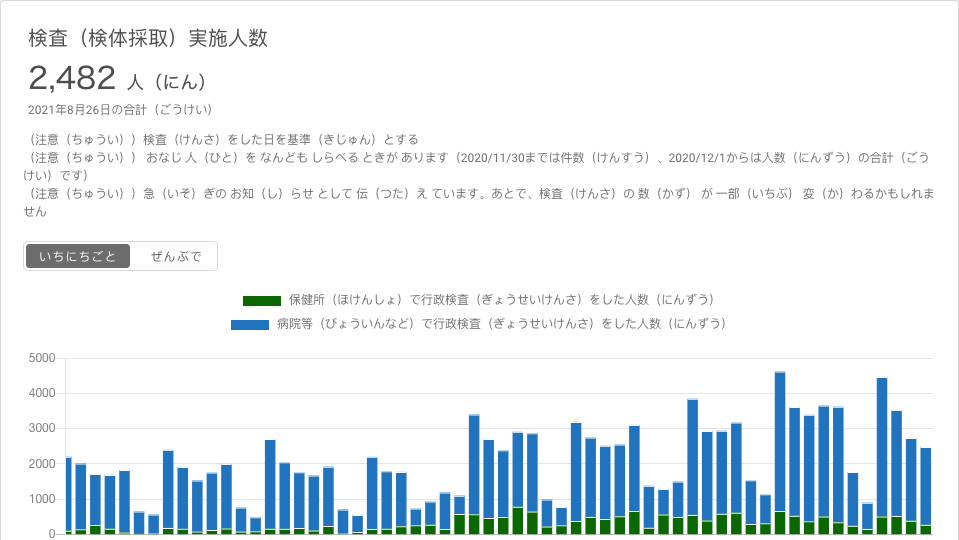 検査（検体採取）実施人数
2,482 人（にん）
2021年8月26日の合計（ごうけい）
（注意（ちゅうい））検査（けんさ）をした日を基準（きじゅん）とする
（注意（ちゅうい）） おなじ 人（ひと）を なんども しらべる ときが あります（2020/11/30までは件数（けんすう）、2020/12/1からは人数（にんずう）の合計（ごう
けい）です）
（注意（ちゅうい））急（いそ）ぎの お知（し）らせ として 伝（つた）え ています。あとで、検査（けんさ）の 数（かず） が 一部（いちぶ） 変（か）わるかもしれま
せん
いちにちごと ぜんぶで
保健所（ほけんしょ）で行政検査（ぎょうせいけんさ）をした人数（にんずう）
病院等（びょういんなど）で行政検査（ぎょうせいけんさ）をした人数（にんずう）
5000
4000
3000
2000
1000
0